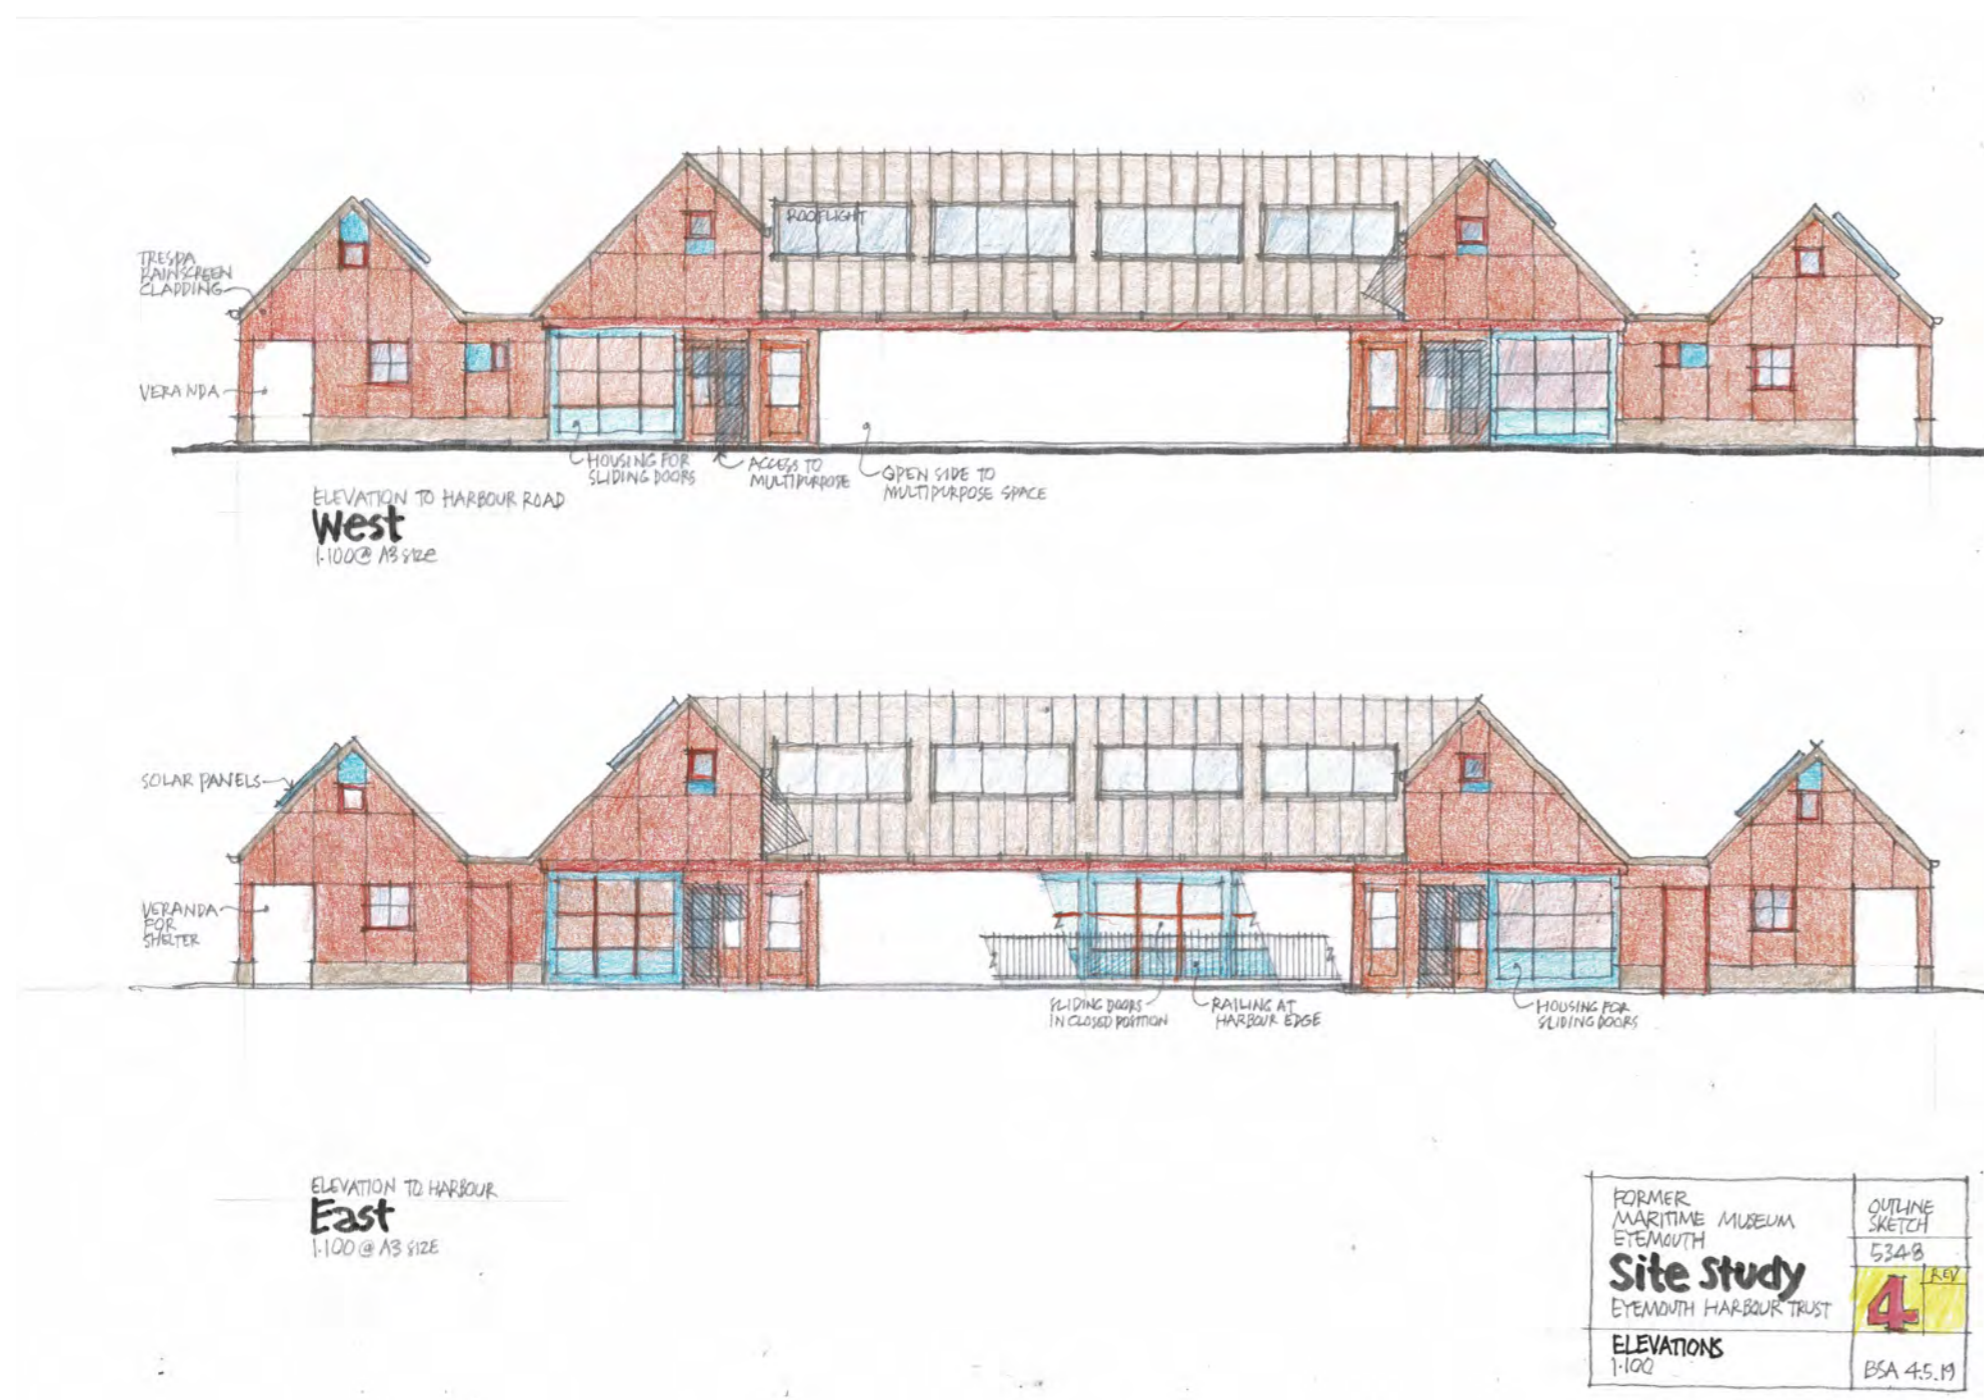 ROOFLIGHT
TRESPA
RAINSCREEN
CLADDING
VERANDA
HOUSING FOR
SLIDING DOORS
ACCESS TO
MULTIPURPOSE
OPEN SIDE TO
MULTIPURPOSE SPACE
ELEVATION TO HARBOUR ROAD
West
1·100@ A3 SIZE
SOLAR PANELS
VERANDA
FOR
SHELTER
SLIDING DOORS
IN CLOSED POSITION
RAILING AT
HARBOUR EDGE
HOUSING FOR
SLIDING DOORS
ELEVATION TO HARBOUR
East
1·100 @ A3 SIZE
FORMER
MARITIME MUSEUM
EYEMOUTH
Site Study
EYEMOUTH HARBOUR TRUST
ELEVATIONS
1·100
OUTLINE
SKETCH
5348
REV
4
BSA 4.5.19